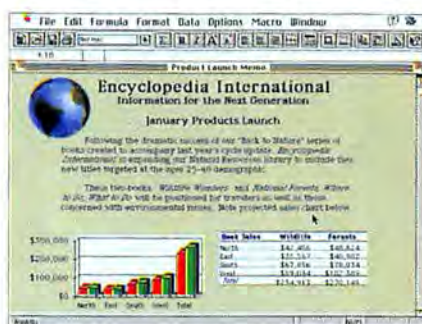 File Edit Formula Format Data Options Macro Window
Product Launch Memo
Encyclopedia International
Information for the Next Generation
January Products Launch
Following the dramatic success of our "Back to Nature" series of
books created to accompany last year's cycle update, Encyclopedia
International is expanding our Natural Resources library to include two
new titles targeted at the ages 25-40 demographic.
These two books, Wildlife Wonders and National Forests, Where
to Go, What to Do will be positioned for travelers as well as those
concerned with environmental issues. Note projected sales chart below.
$300,000
$200,000
$100,000
$0
North East South West Total
Book Sales Wildlife Forests
North
East
South
West
Total
Ready